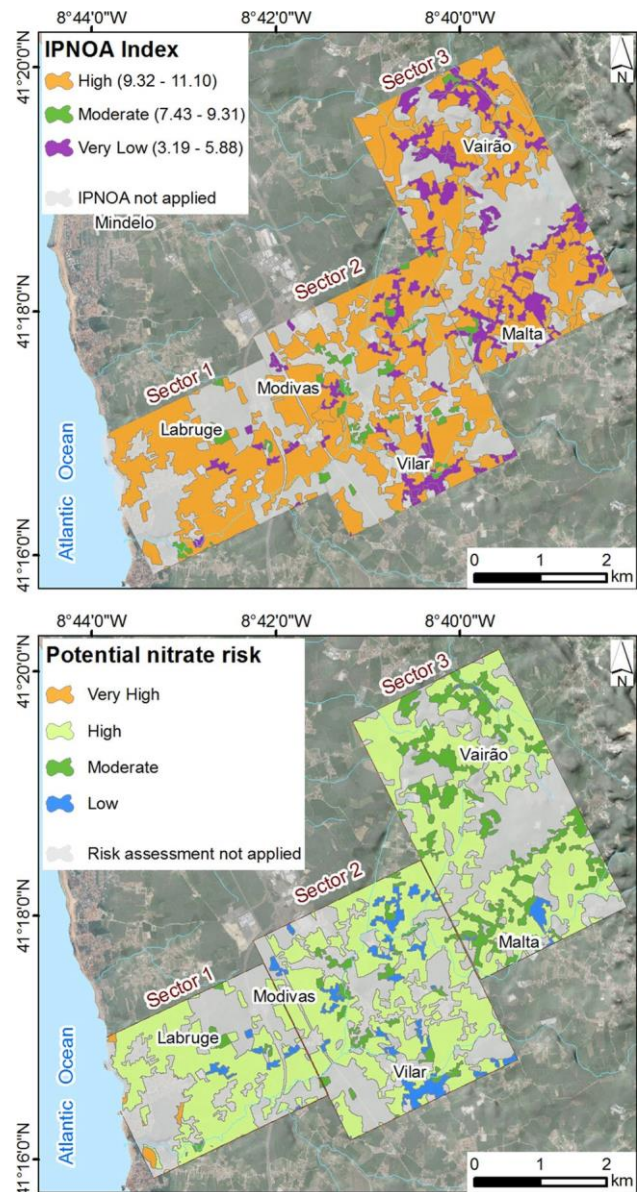 8°44'0"W 8°42'0"W 8°40'0"W
IPNOA Index
High (9.32 - 11.10)
Moderate (7.43 - 9.31)
Very Low (3.19 - 5.88)
IPNOA not applied
Mindelo
41°20'0"N
41°18'0"N
41°16'0"N
Sector 3
N
Vairão
Sector 2
Malta
Sector 1
Modivas
Labruge
Vilar
Atlantic Ocean
0 1 2
km
8°44'0"W 8°42'0"W 8°40'0"W
Potential nitrate risk
Very High
High
Moderate
Low
Risk assessment not applied
41°20'0"N
41°18'0"N
41°16'0"N
Sector 3
N
Vairão
Sector 2
Malta
Sector 1
Modivas
Labruge
Vilar
Atlantic Ocean
0 1 2
km